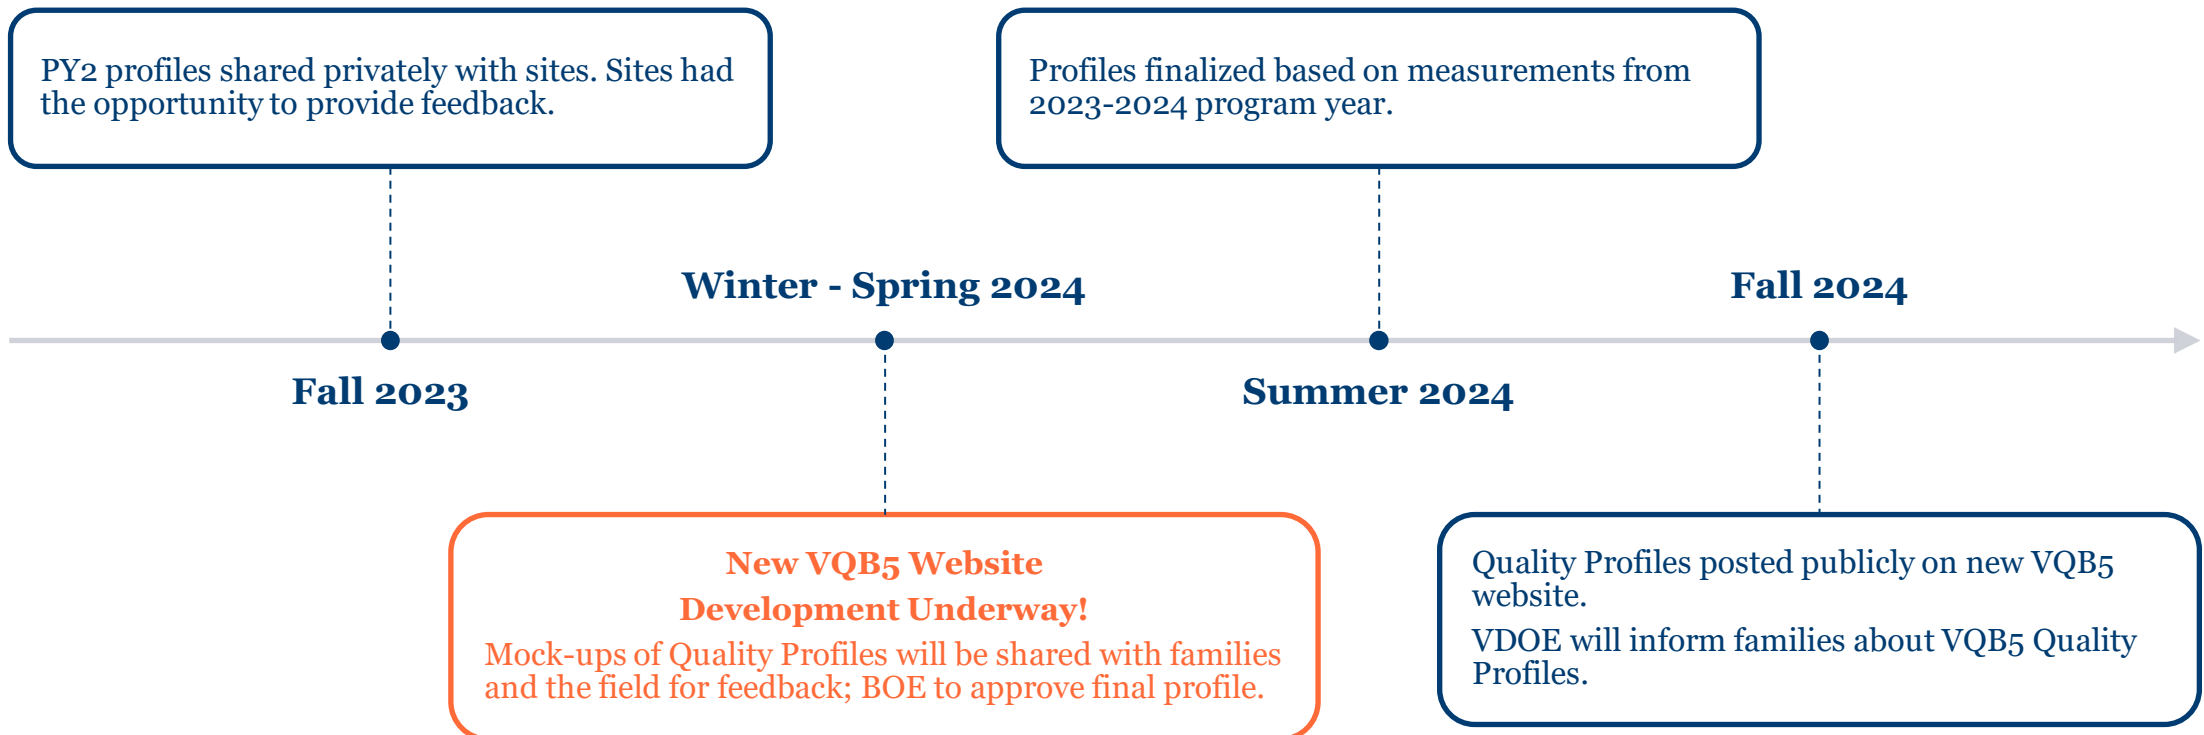 PY2 profiles shared privately with sites. Sites had
the opportunity to provide feedback.
Profiles finalized based on measurements from
2023-2024 program year.
Winter - Spring 2024
Fall 2024
Fall 2023
Summer 2024
New VQB5 Website
Development Underway!
Mock-ups of Quality Profiles will be shared with families
and the field for feedback; BOE to approve final profile.
Quality Profiles posted publicly on new VQB5
website.
VDOE will inform families about VQB5 Quality
Profiles.